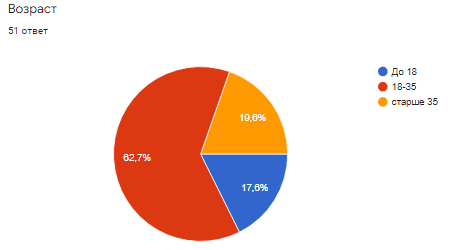 Возраст
51 ответ
До 18
18-35
старше 35
19,6%
62,7%
17,6%